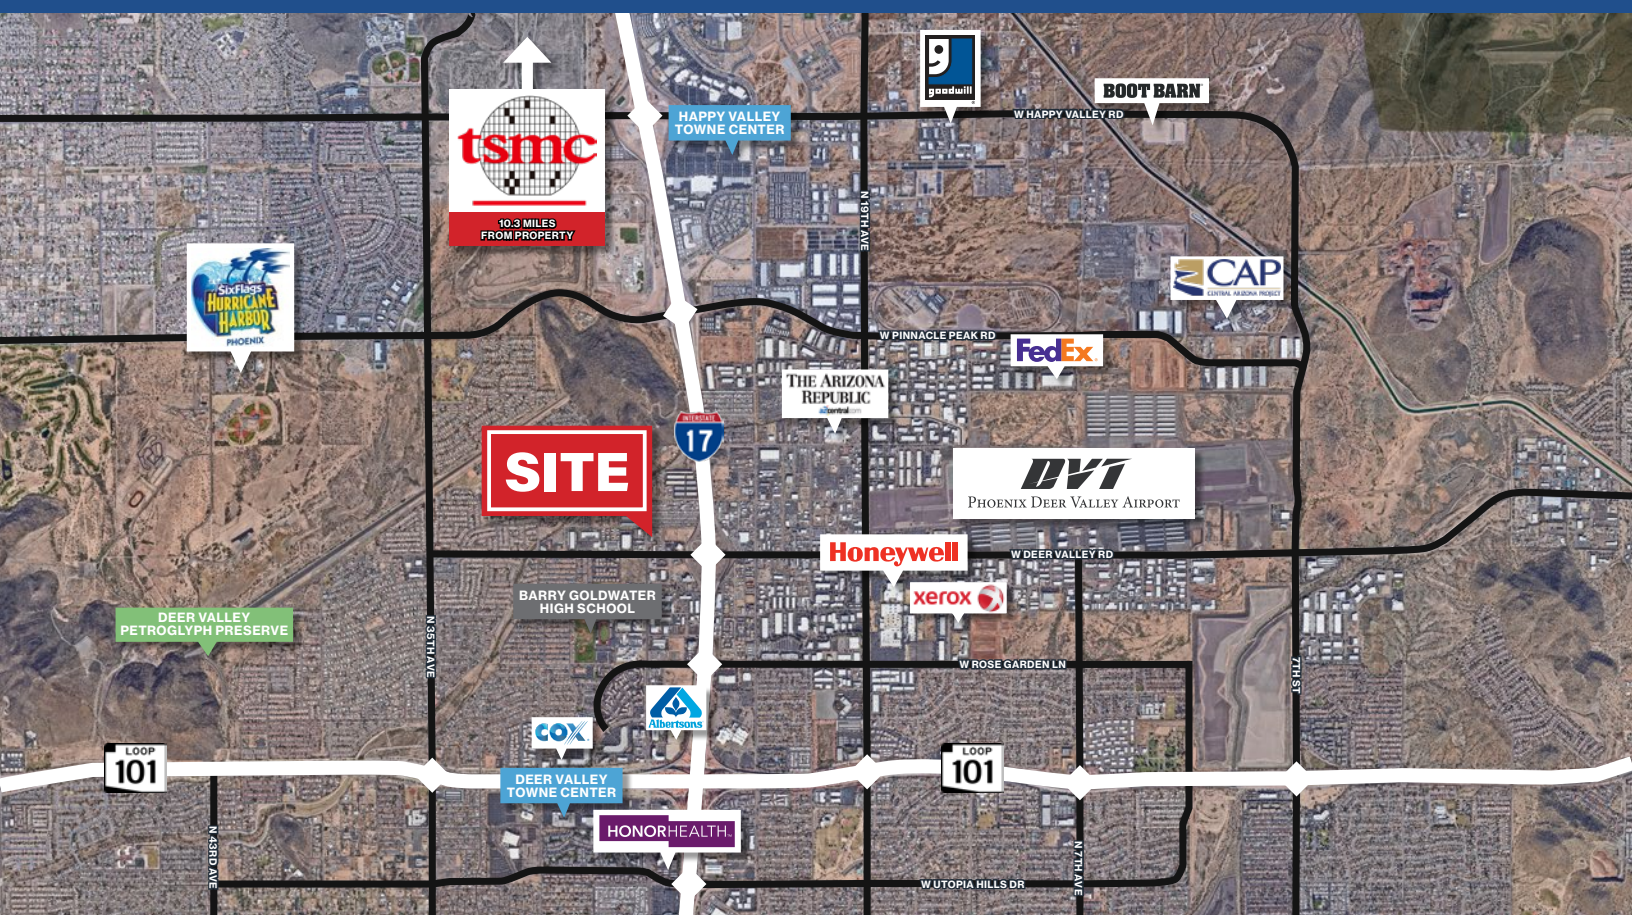 goodwill
BOOT BARN
W HAPPY VALLEY RD
HAPPY VALLEY
TOWNE CENTER
tsmc
10.3 MILES
FROM PROPERTY
N 19TH AVE
CAP
CENTRAL ARIZONA PROJECT
SixFlags
HURRICANE
HARBOR
PHOENIX
W PINNACLE PEAK RD
FedEx
THE ARIZONA
REPUBLIC
azcentral.com
INTERSTATE
17
SITE
DVT
PHOENIX DEER VALLEY AIRPORT
Honeywell
W DEER VALLEY RD
xerox
BARRY GOLDWATER
HIGH SCHOOL
DEER VALLEY
PETROGLYPH PRESERVE
N 35TH AVE
W ROSE GARDEN LN
7TH ST
Albertsons
COX
LOOP
101
LOOP
101
DEER VALLEY
TOWNE CENTER
HONORHEALTH
N 43RD AVE
N 7TH AVE
W UTOPIA HILLS DR